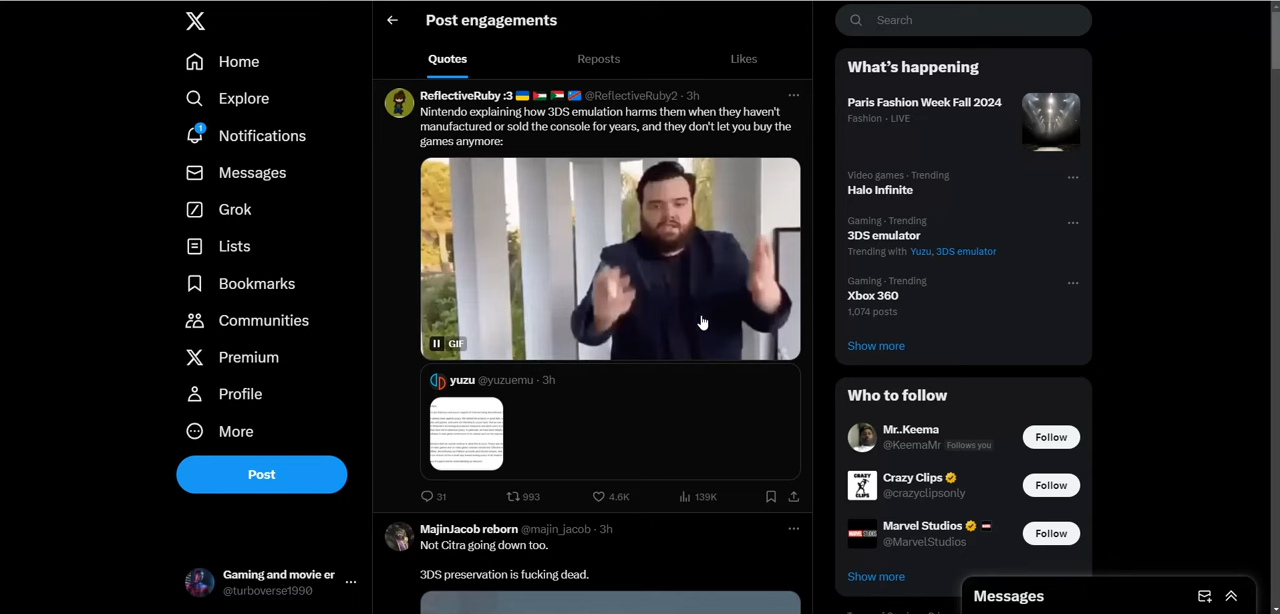 X
Home
Explore
1
Notifications
Messages
Grok
Lists
Bookmarks
Communities
Premium
Profile
More
Post
Gaming and movie er
@turboverse1990
Post engagements
Quotes
Reposts
Likes
ReflectiveRuby :3 🇺🇦 🇵🇸 🇸🇩 🇨🇩 @ReflectiveRuby2 · 3h
Nintendo explaining how 3DS emulation harms them when they haven't
manufactured or sold the console for years, and they don't let you buy the
games anymore:
GIF
yuzu @yuzuemu · 3h
31
993
4.6K
139K
MajinJacob reborn @majin_jacob · 3h
Not Citra going down too.
3DS preservation is fucking dead.
Search
What's happening
Paris Fashion Week Fall 2024
Fashion · LIVE
Video games · Trending
Halo Infinite
Gaming · Trending
3DS emulator
Trending with Yuzu, 3DS emulator
Gaming · Trending
Xbox 360
1,074 posts
Show more
Who to follow
Mr..Keema
@KeemaMr Follows you
Follow
Crazy Clips
@crazyclipsonly
Follow
Marvel Studios
@MarvelStudios
Follow
Show more
Messages